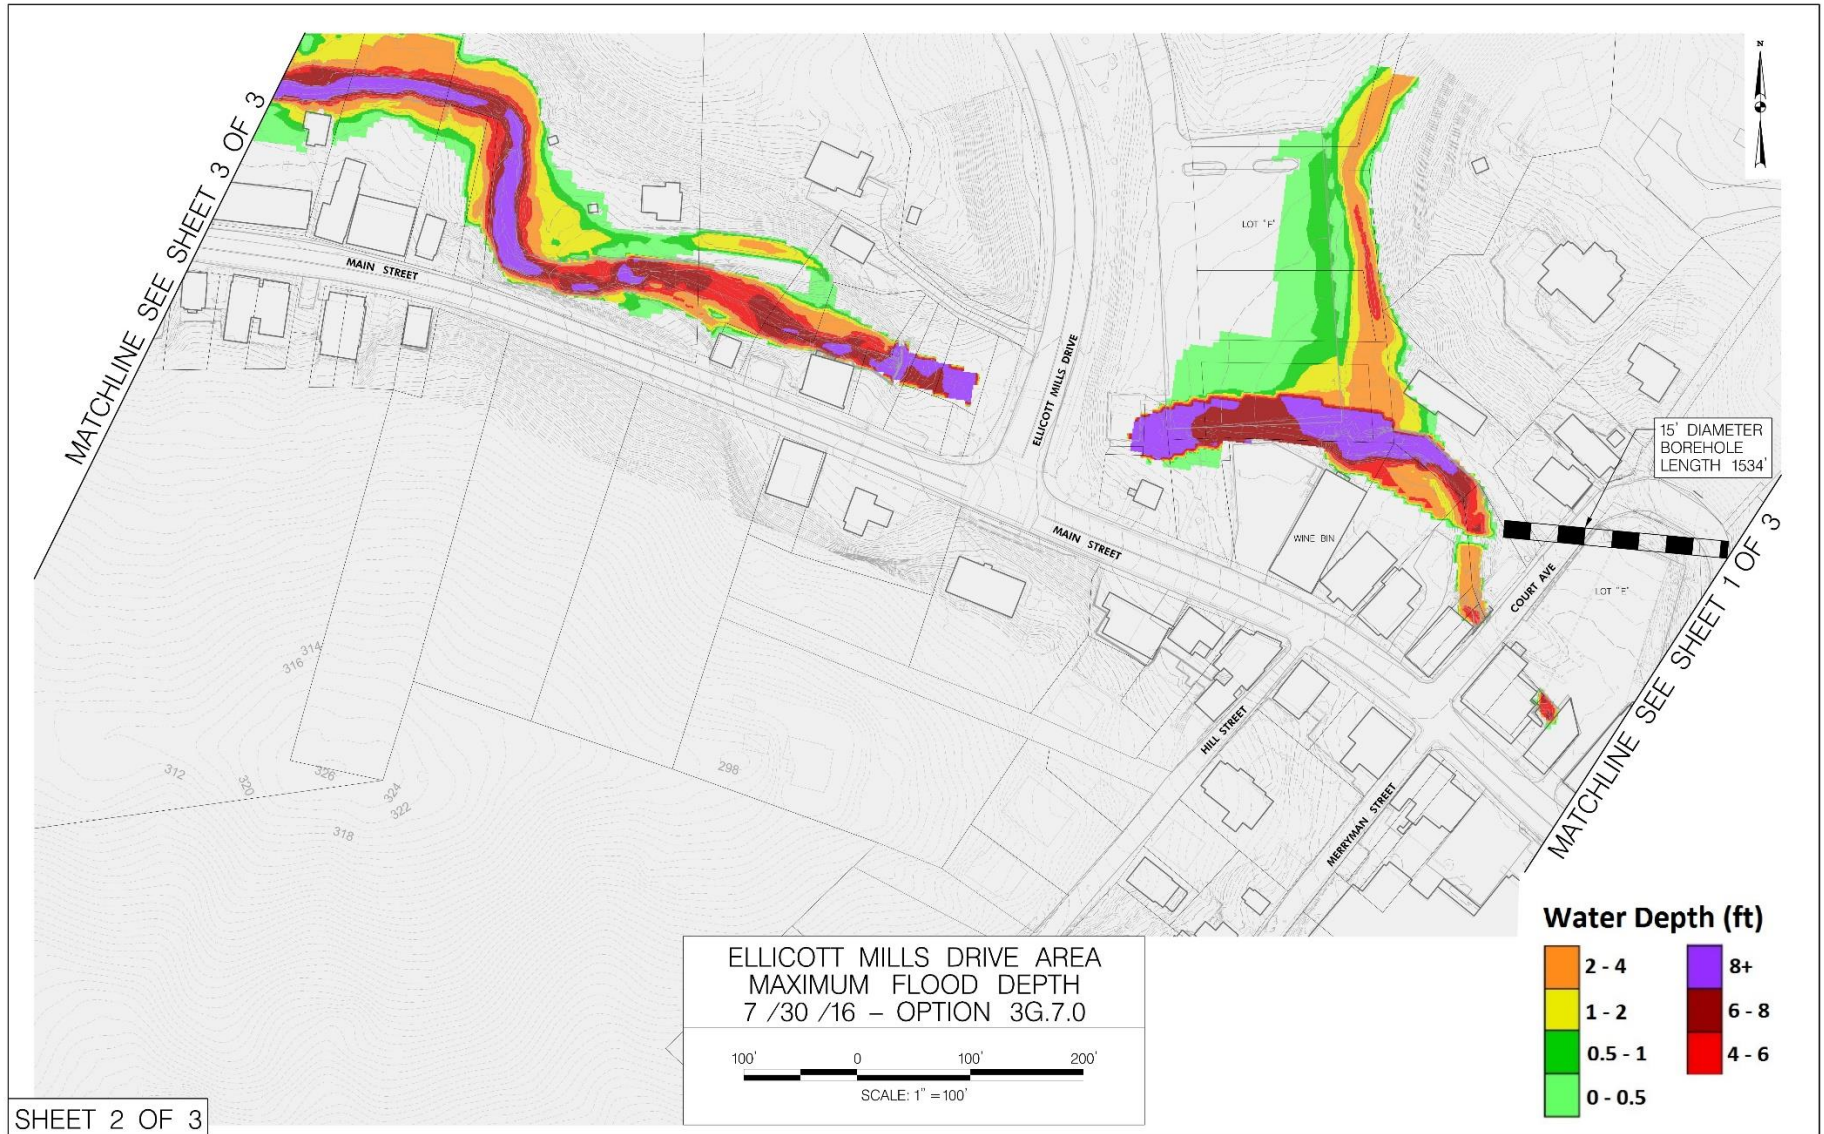 N
MATCHLINE SEE SHEET 3 OF 3
MAIN STREET
LOT "F"
ELLICOTT MILLS DRIVE
15' DIAMETER
BOREHOLE
LENGTH 1534'
MAIN STREET
WINE BIN
COURT AVE
LOT "E"
MATCHLINE SEE SHEET 1 OF 3
HILL STREET
MERRYMAN STREET
314
316
312
320
326
324
322
318
298
ELLICOTT MILLS DRIVE AREA
MAXIMUM FLOOD DEPTH
7 /30 /16 – OPTION 3G.7.0
100' 0 100' 200'
SCALE: 1" =100'
Water Depth (ft)
2 - 4
1 - 2
0.5 - 1
0 - 0.5
8+
6 - 8
4 - 6
SHEET 2 OF 3